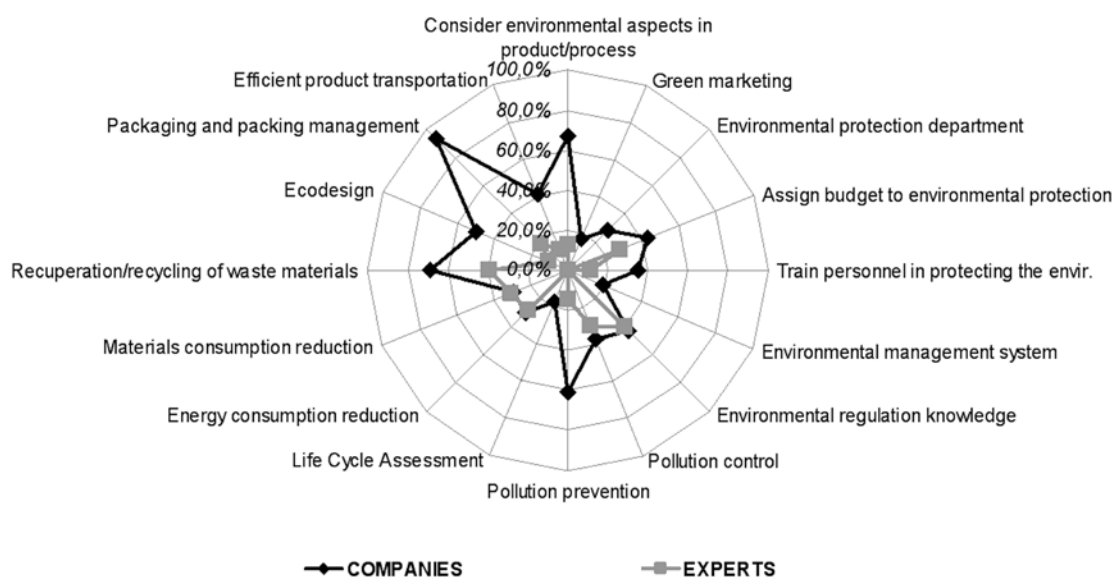 Consider environmental aspects in
product/process
100,0%
Efficient product transportation
Green marketing
80,0%
Packaging and packing management
Environmental protection department
60,0%
Ecodesign
40,0%
Assign budget to environmental protection
20,0%
Recuperation/recycling of waste materials
0,0%
Train personnel in protecting the envir.
Materials consumption reduction
Environmental management system
Energy consumption reduction
Environmental regulation knowledge
Life Cycle Assessment
Pollution control
Pollution prevention
COMPANIES
EXPERTS